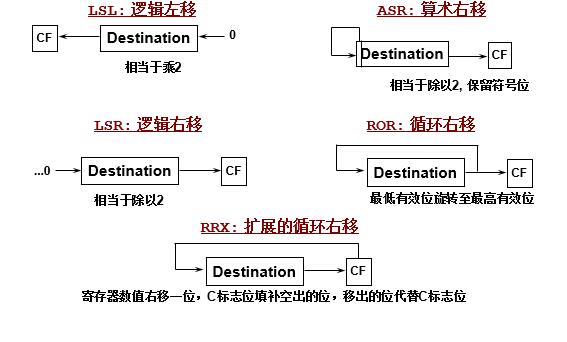 LSL: 逻辑左移
ASR: 算术右移
CF
Destination
0
Destination
CF
相当于乘2
相当于除以2, 保留符号位
LSR: 逻辑右移
ROR: 循环右移
...0
Destination
CF
Destination
CF
相当于除以2
最低有效位旋转至最高有效位
RRX: 扩展的循环右移
Destination
CF
寄存器数值右移一位，C标志位填补空出的位，移出的位代替C标志位